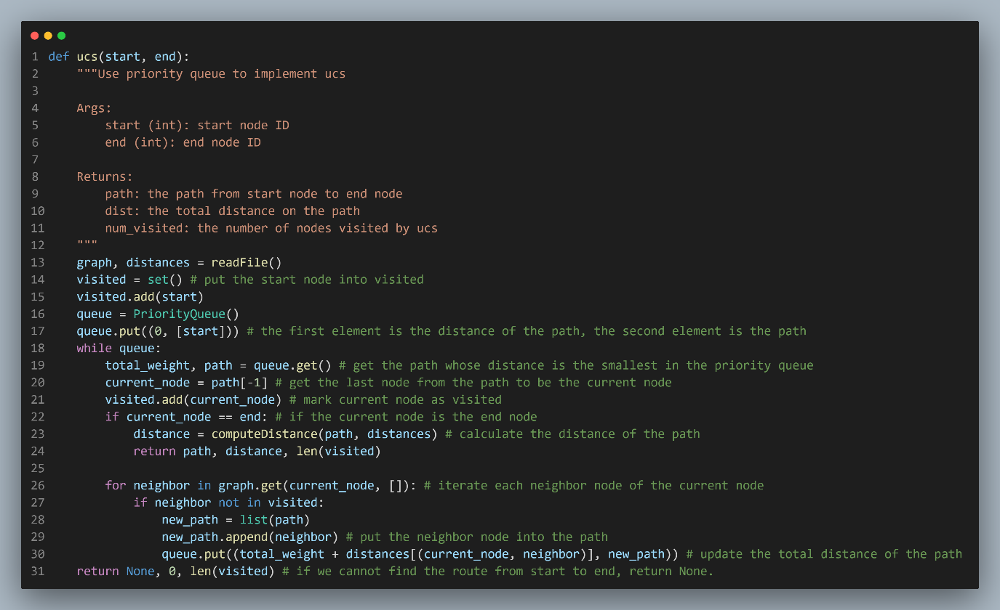 1 def ucs(start, end):
2     """Use priority queue to implement ucs
3
4     Args:
5         start (int): start node ID
6         end (int): end node ID
7
8     Returns:
9         path: the path from start node to end node
10         dist: the total distance on the path
11         num_visited: the number of nodes visited by ucs
12     """
13     graph, distances = readFile()
14     visited = set() # put the start node into visited
15     visited.add(start)
16     queue = PriorityQueue()
17     queue.put((0, [start])) # the first element is the distance of the path, the second element is the path
18     while queue:
19         total_weight, path = queue.get() # get the path whose distance is the smallest in the priority queue
20         current_node = path[-1] # get the last node from the path to be the current node
21         visited.add(current_node) # mark current node as visited
22         if current_node == end: # if the current node is the end node
23             distance = computeDistance(path, distances) # calculate the distance of the path
24             return path, distance, len(visited)
25
26         for neighbor in graph.get(current_node, []): # iterate each neighbor node of the current node
27             if neighbor not in visited:
28                 new_path = list(path)
29                 new_path.append(neighbor) # put the neighbor node into the path
30                 queue.put((total_weight + distances[(current_node, neighbor)], new_path)) # update the total distance of the path
31     return None, 0, len(visited) # if we cannot find the route from start to end, return None.